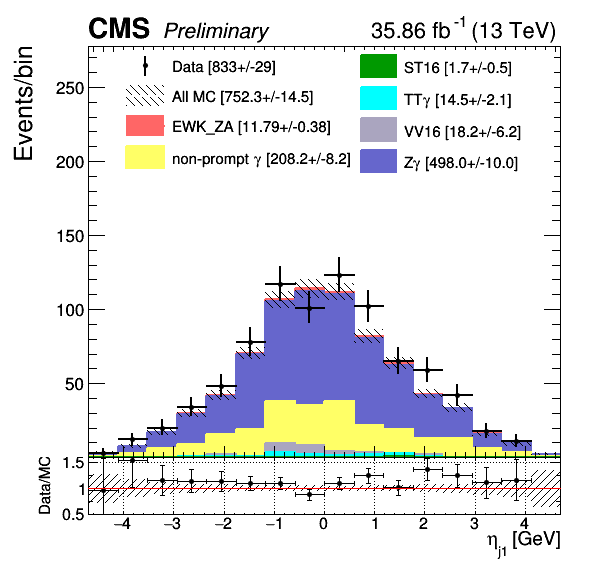 CMS Preliminary 35.86 fb⁻¹ (13 TeV)
Events/bin
Data [833+/-29]
All MC [752.3+/-14.5]
EWK_ZA [11.79+/-0.38]
non-prompt γ [208.2+/-8.2]
ST16 [1.7+/-0.5]
TTγ [14.5+/-2.1]
VV16 [18.2+/-6.2]
Zγ [498.0+/-10.0]
250
200
150
100
50
Data/MC
1.5
1
0.5
−4 −3 −2 −1 0 1 2 3 4
η_j1 [GeV]